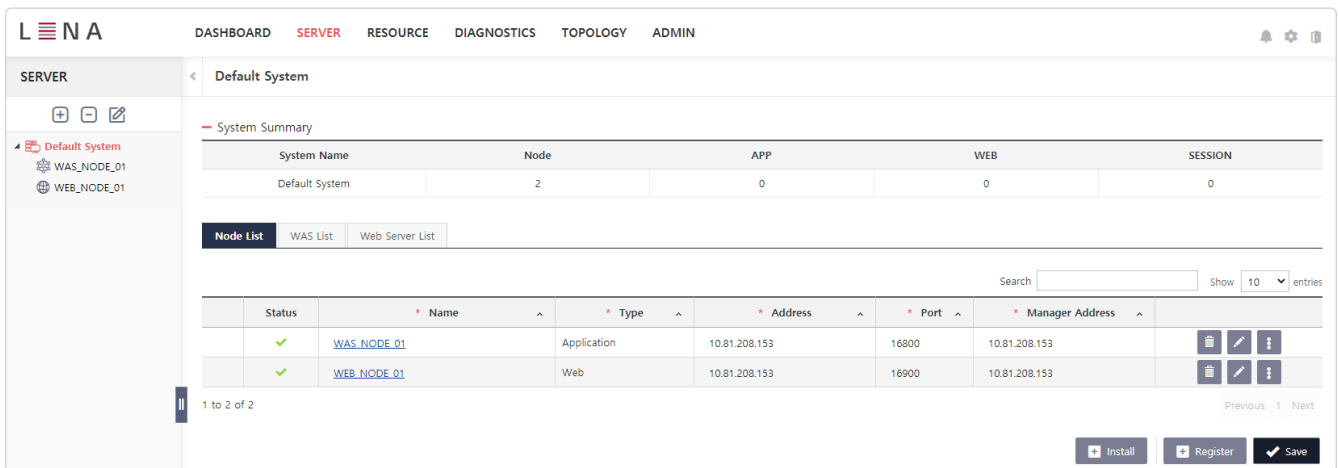 LENA
DASHBOARD SERVER RESOURCE DIAGNOSTICS TOPOLOGY ADMIN
SERVER
Default System
Default System
WAS_NODE_01
WEB_NODE_01
System Summary
System Name Node APP WEB SESSION
Default System 2 0 0 0
Node List WAS List Web Server List
Search Show 10 entries
Status * Name * Type * Address * Port * Manager Address
WAS_NODE_01 Application 10.81.208.153 16800 10.81.208.153
WEB_NODE_01 Web 10.81.208.153 16900 10.81.208.153
1 to 2 of 2 Previous 1 Next
Install Register Save